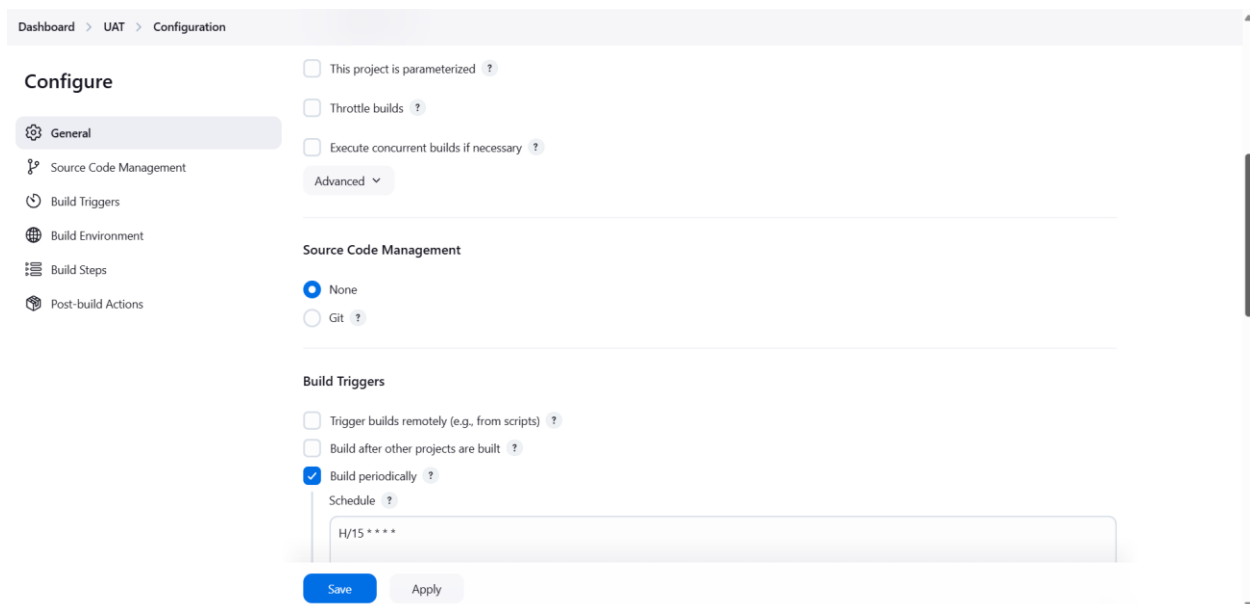 Dashboard > UAT > Configuration
Configure
General
Source Code Management
Build Triggers
Build Environment
Build Steps
Post-build Actions
This project is parameterized ?
Throttle builds ?
Execute concurrent builds if necessary ?
Advanced
Source Code Management
None
Git ?
Build Triggers
Trigger builds remotely (e.g., from scripts) ?
Build after other projects are built ?
Build periodically ?
Schedule ?
H/15 * * * *
Save Apply